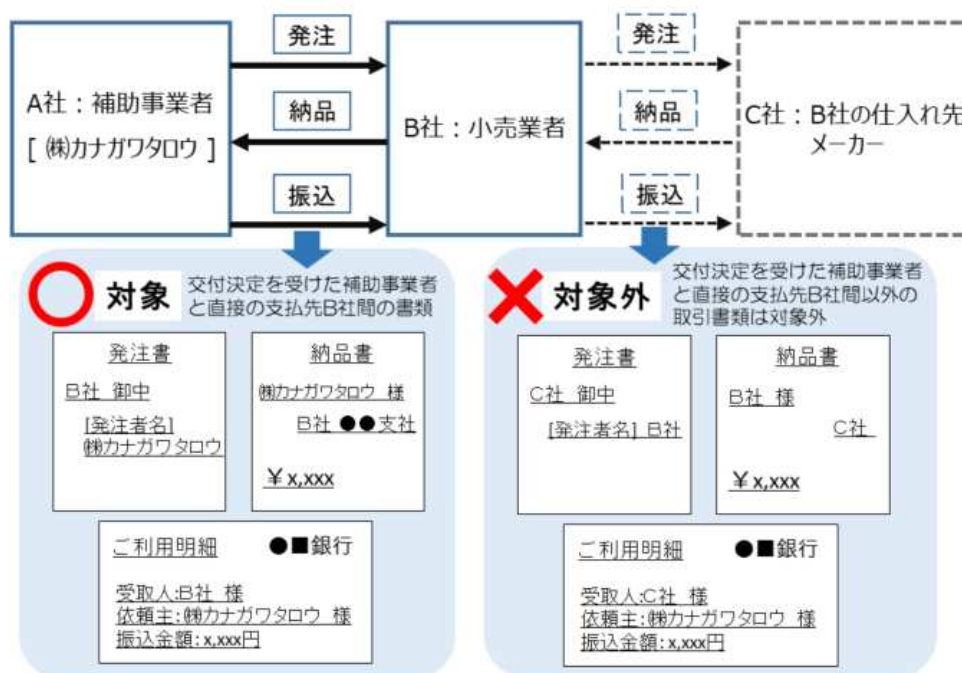 発注
発注
A社：補助事業者
[ ㈱カナガワタロウ ]
納品
B社：小売業者
納品
C社：B社の仕入れ先
メーカー
振込
振込
対象
交付決定を受けた補助事業者
と直接の支払先B社間の書類
対象外
交付決定を受けた補助事業者
と直接の支払先B社間以外の
取引書類は対象外
発注書
B社 御中
[発注者名]
㈱カナガワタロウ
納品書
㈱カナガワタロウ 様
B社 ●●支社
￥x,xxx
発注書
C社 御中
[発注者名] B社
納品書
B社 様
C社
￥x,xxx
ご利用明細 ●■銀行
受取人:B社 様
依頼主:㈱カナガワタロウ 様
振込金額:x,xxx円
ご利用明細 ●■銀行
受取人:C社 様
依頼主:㈱カナガワタロウ 様
振込金額:x,xxx円